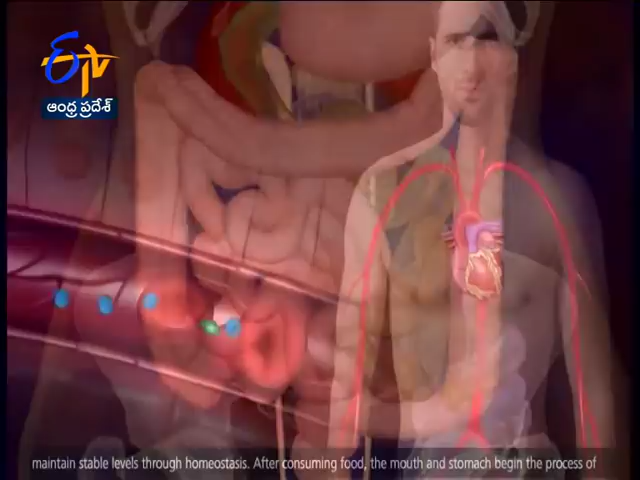 ఆంధ్ర ప్రదేశ్
maintain stable levels through homeostasis. After consuming food, the mouth and stomach begin the process of